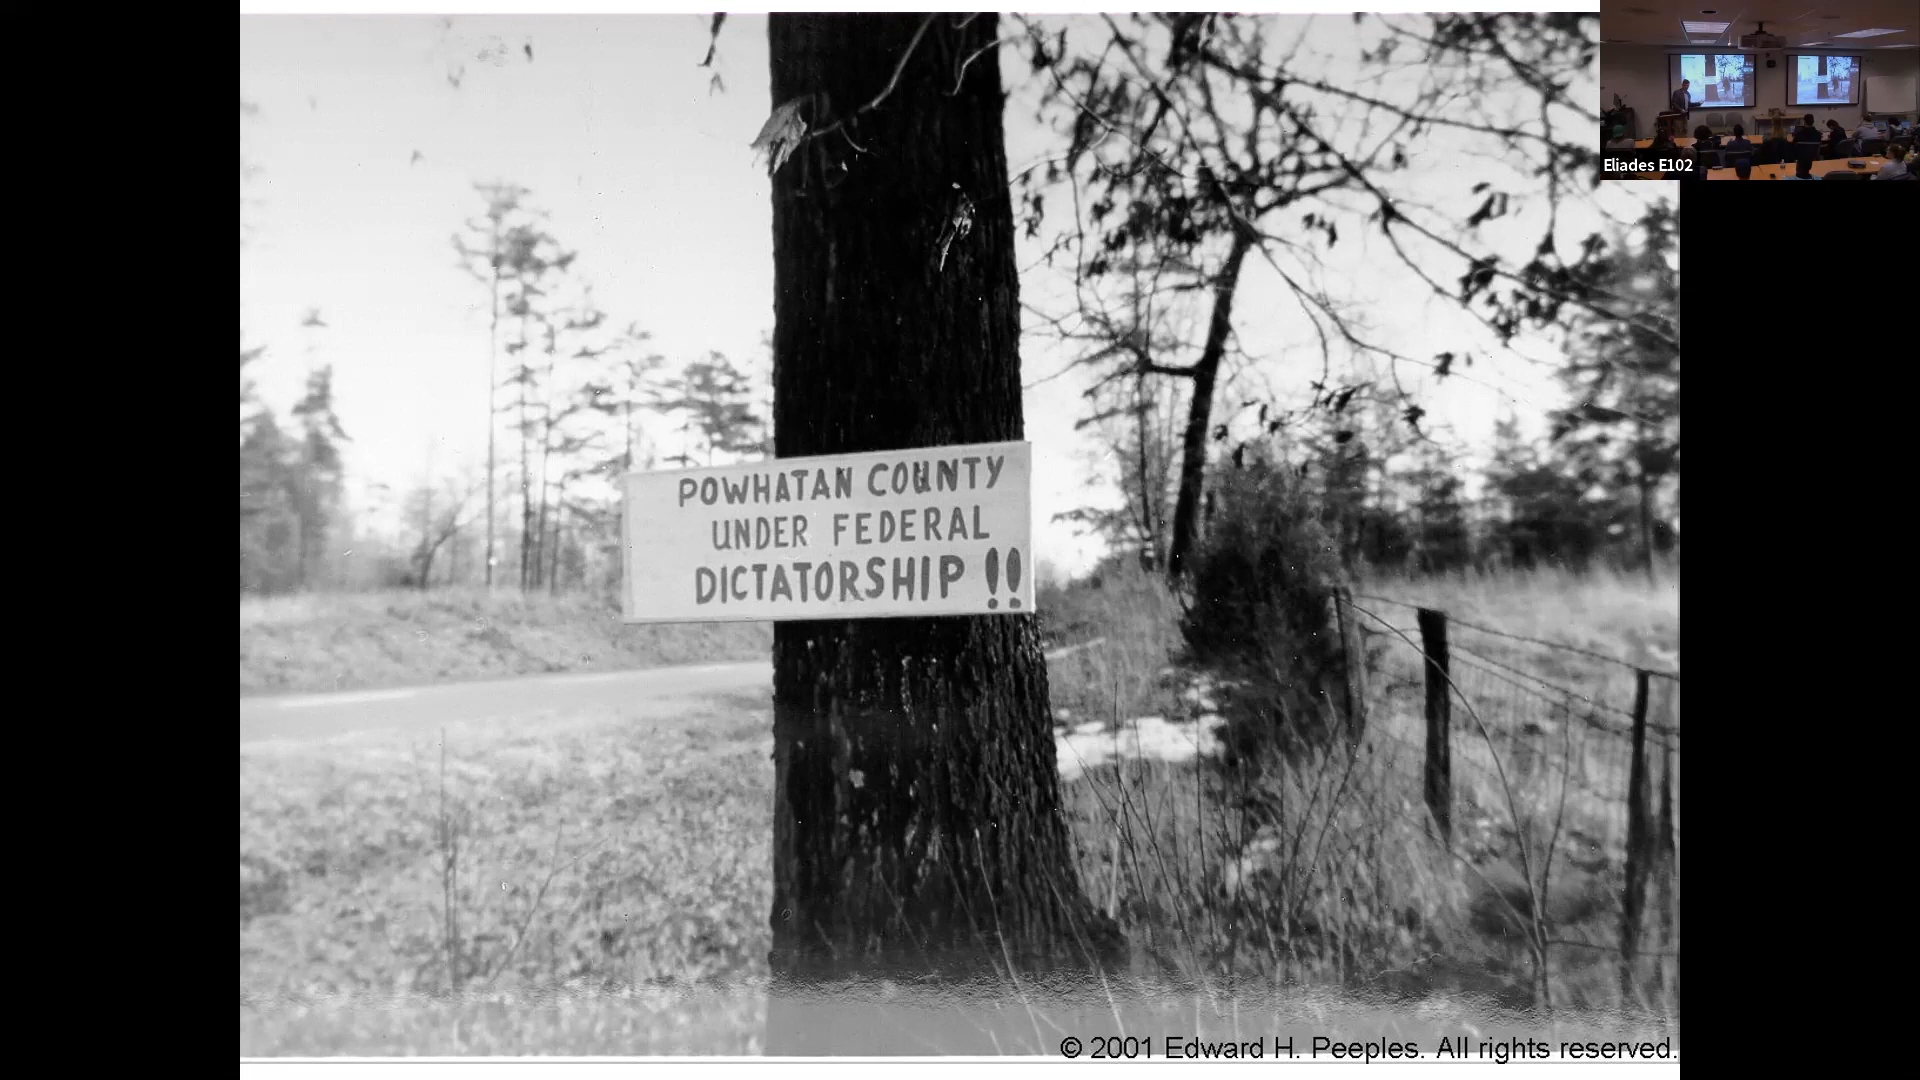 Eliades E102
POWHATAN COUNTY
UNDER FEDERAL
DICTATORSHIP !!
© 2001 Edward H. Peeples. All rights reserved.